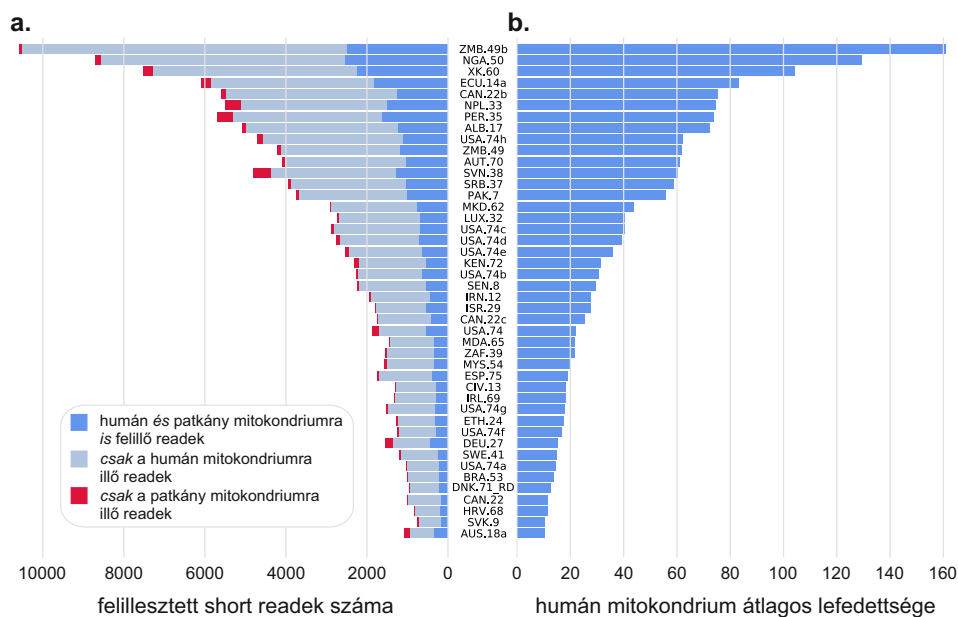 a.
b.
ZMB.49b
NGA.50
XK.60
ECU.14a
CAN.22b
NPL.33
PER.35
ALB.17
USA.74h
ZMB.49
AUT.70
SVN.38
SRB.37
PAK.7
MKD.62
LUX.32
USA.74c
USA.74d
USA.74e
KEN.72
USA.74b
SEN.8
IRN.12
ISR.29
CAN.22c
USA.74
MDA.65
ZAF.39
MYS.54
ESP.75
CIV.13
IRL.69
USA.74g
ETH.24
USA.74f
DEU.27
SWE.41
USA.74a
BRA.53
DNK.71_RD
CAN.22
HRV.68
SVK.9
AUS.18a
humán és patkány mitokondriumra
is felillő readek
csak a humán mitokondriumra
illő readek
csak a patkány mitokondriumra
illő readek
10000 8000 6000 4000 2000 0
0 20 40 60 80 100 120 140 160
felillesztett short readek száma
humán mitokondrium átlagos lefedettsége